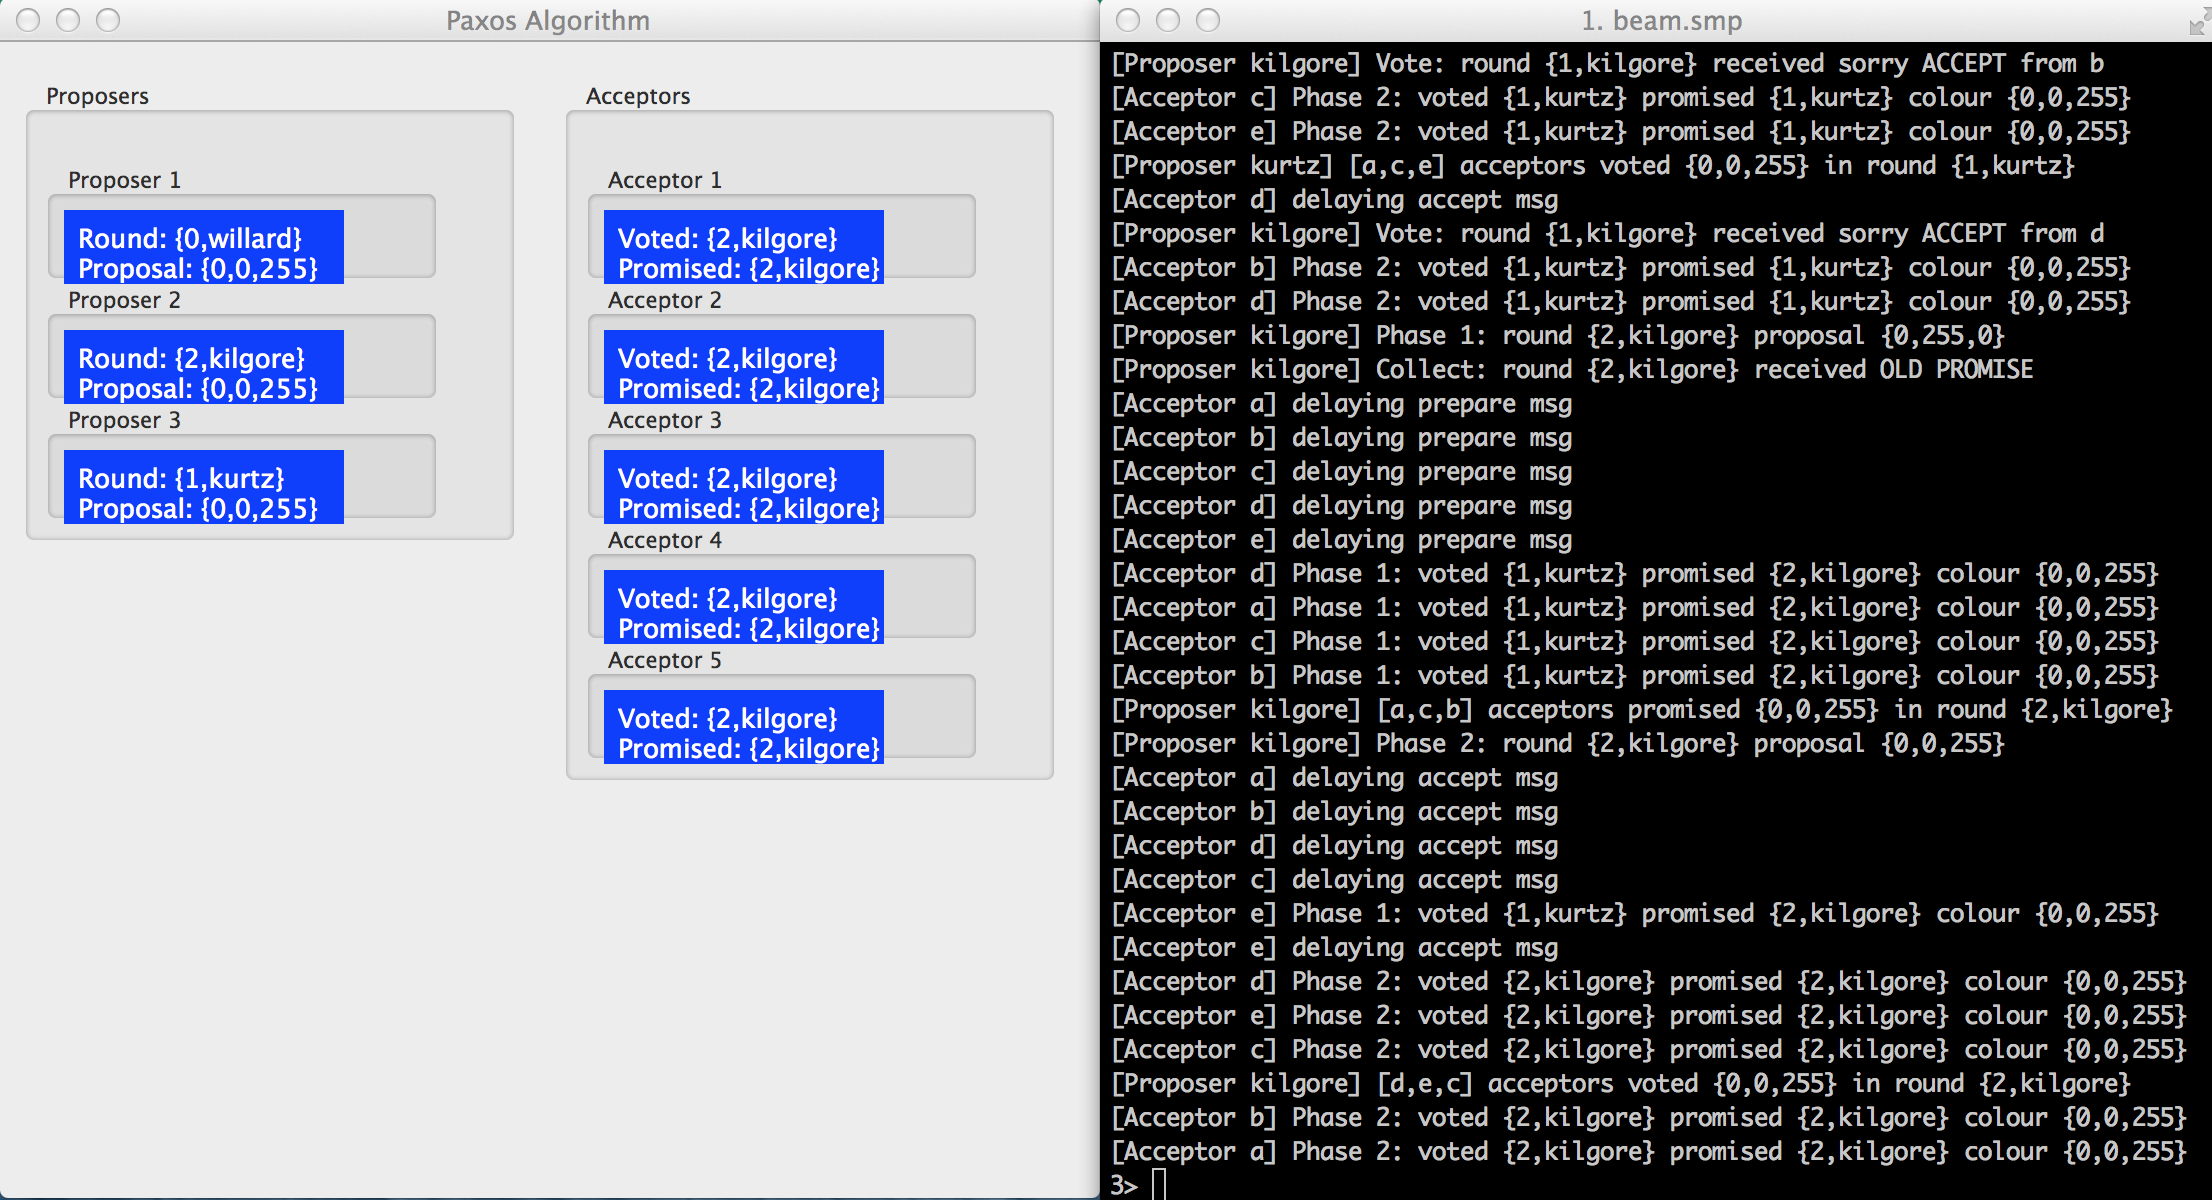 Paxos Algorithm
Proposers
Proposer 1
Round: {0,willard}
Proposal: {0,0,255}
Proposer 2
Round: {2,kilgore}
Proposal: {0,0,255}
Proposer 3
Round: {1,kurtz}
Proposal: {0,0,255}
Acceptors
Acceptor 1
Voted: {2,kilgore}
Promised: {2,kilgore}
Acceptor 2
Voted: {2,kilgore}
Promised: {2,kilgore}
Acceptor 3
Voted: {2,kilgore}
Promised: {2,kilgore}
Acceptor 4
Voted: {2,kilgore}
Promised: {2,kilgore}
Acceptor 5
Voted: {2,kilgore}
Promised: {2,kilgore}
1. beam.smp
[Proposer kilgore] Vote: round {1,kilgore} received sorry ACCEPT from b
[Acceptor c] Phase 2: voted {1,kurtz} promised {1,kurtz} colour {0,0,255}
[Acceptor e] Phase 2: voted {1,kurtz} promised {1,kurtz} colour {0,0,255}
[Proposer kurtz] [a,c,e] acceptors voted {0,0,255} in round {1,kurtz}
[Acceptor d] delaying accept msg
[Proposer kilgore] Vote: round {1,kilgore} received sorry ACCEPT from d
[Acceptor b] Phase 2: voted {1,kurtz} promised {1,kurtz} colour {0,0,255}
[Acceptor d] Phase 2: voted {1,kurtz} promised {1,kurtz} colour {0,0,255}
[Proposer kilgore] Phase 1: round {2,kilgore} proposal {0,255,0}
[Proposer kilgore] Collect: round {2,kilgore} received OLD PROMISE
[Acceptor a] delaying prepare msg
[Acceptor b] delaying prepare msg
[Acceptor c] delaying prepare msg
[Acceptor d] delaying prepare msg
[Acceptor e] delaying prepare msg
[Acceptor d] Phase 1: voted {1,kurtz} promised {2,kilgore} colour {0,0,255}
[Acceptor a] Phase 1: voted {1,kurtz} promised {2,kilgore} colour {0,0,255}
[Acceptor c] Phase 1: voted {1,kurtz} promised {2,kilgore} colour {0,0,255}
[Acceptor b] Phase 1: voted {1,kurtz} promised {2,kilgore} colour {0,0,255}
[Proposer kilgore] [a,c,b] acceptors promised {0,0,255} in round {2,kilgore}
[Proposer kilgore] Phase 2: round {2,kilgore} proposal {0,0,255}
[Acceptor a] delaying accept msg
[Acceptor b] delaying accept msg
[Acceptor d] delaying accept msg
[Acceptor c] delaying accept msg
[Acceptor e] Phase 1: voted {1,kurtz} promised {2,kilgore} colour {0,0,255}
[Acceptor e] delaying accept msg
[Acceptor d] Phase 2: voted {2,kilgore} promised {2,kilgore} colour {0,0,255}
[Acceptor e] Phase 2: voted {2,kilgore} promised {2,kilgore} colour {0,0,255}
[Acceptor c] Phase 2: voted {2,kilgore} promised {2,kilgore} colour {0,0,255}
[Proposer kilgore] [d,e,c] acceptors voted {0,0,255} in round {2,kilgore}
[Acceptor b] Phase 2: voted {2,kilgore} promised {2,kilgore} colour {0,0,255}
[Acceptor a] Phase 2: voted {2,kilgore} promised {2,kilgore} colour {0,0,255}
3>